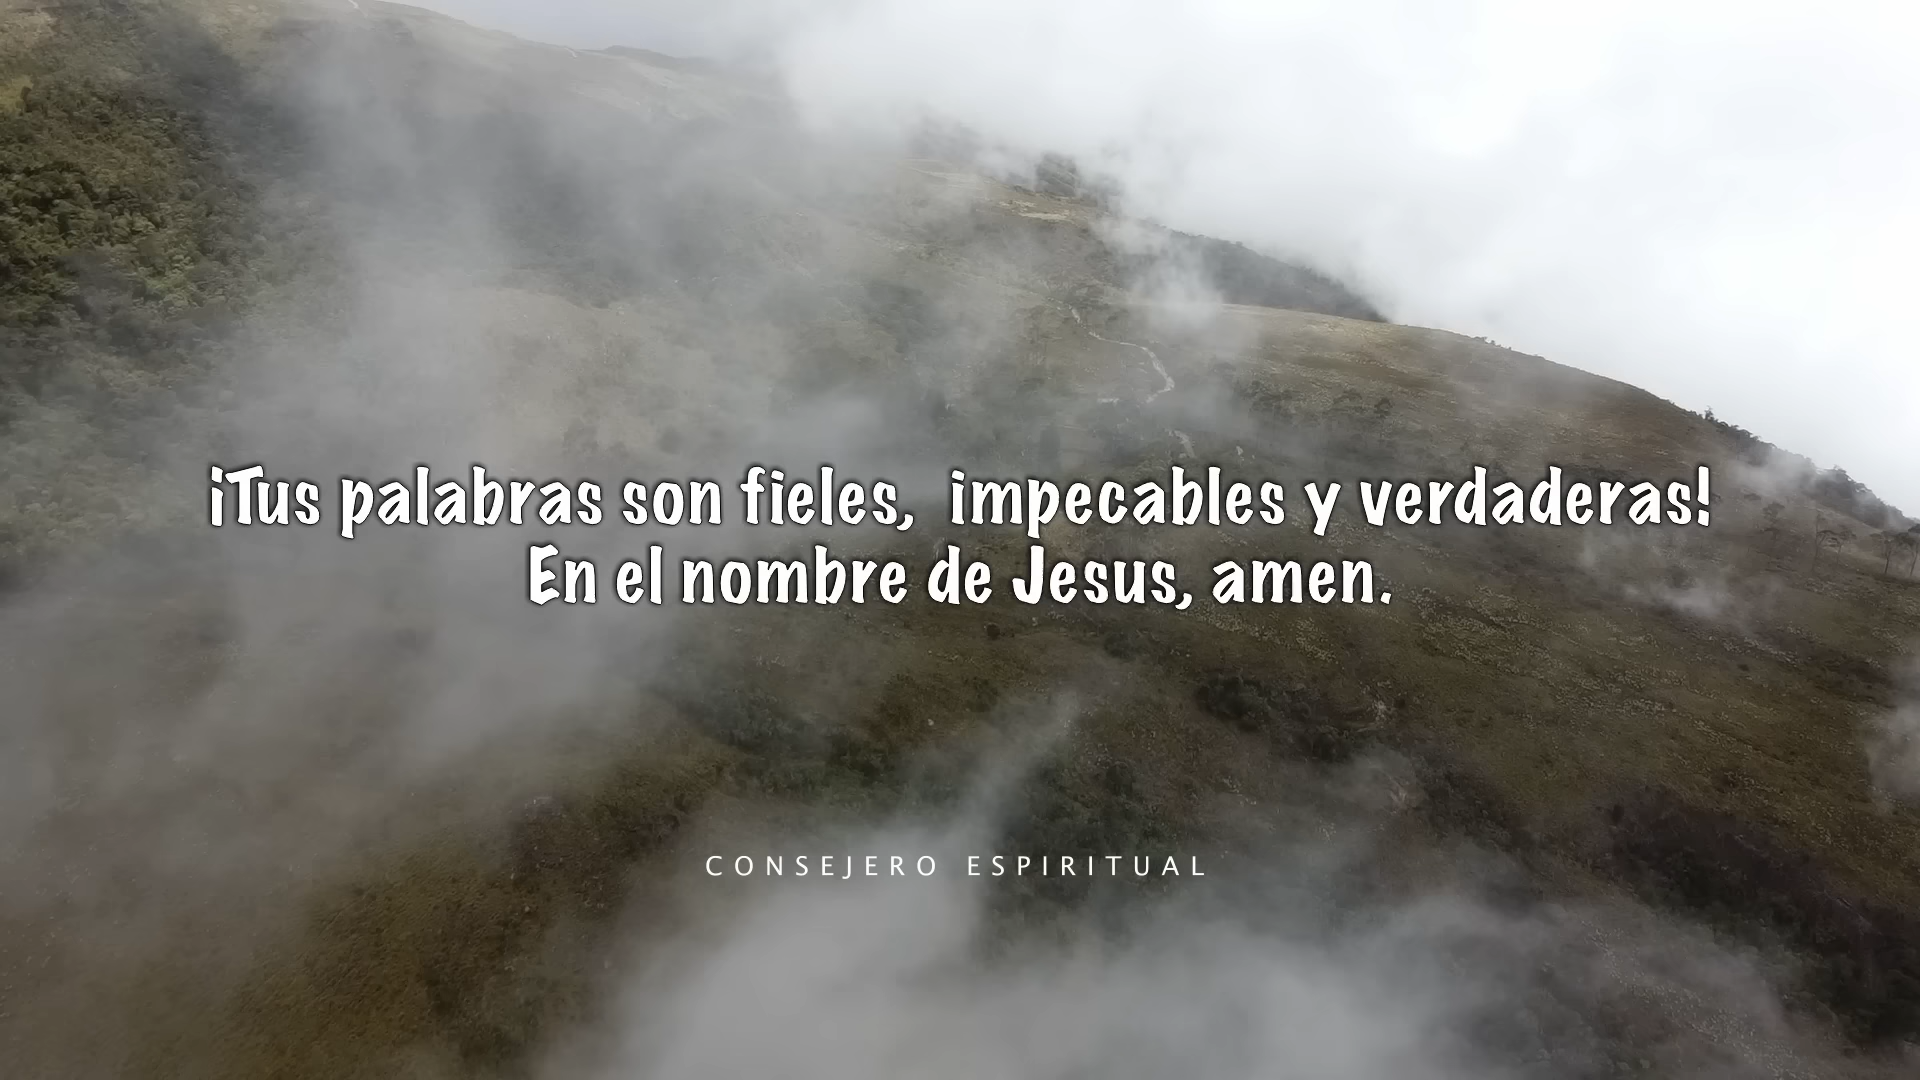 ¡Tus palabras son fieles,  impecables y verdaderas!
En el nombre de Jesus, amen.
CONSEJERO ESPIRITUAL